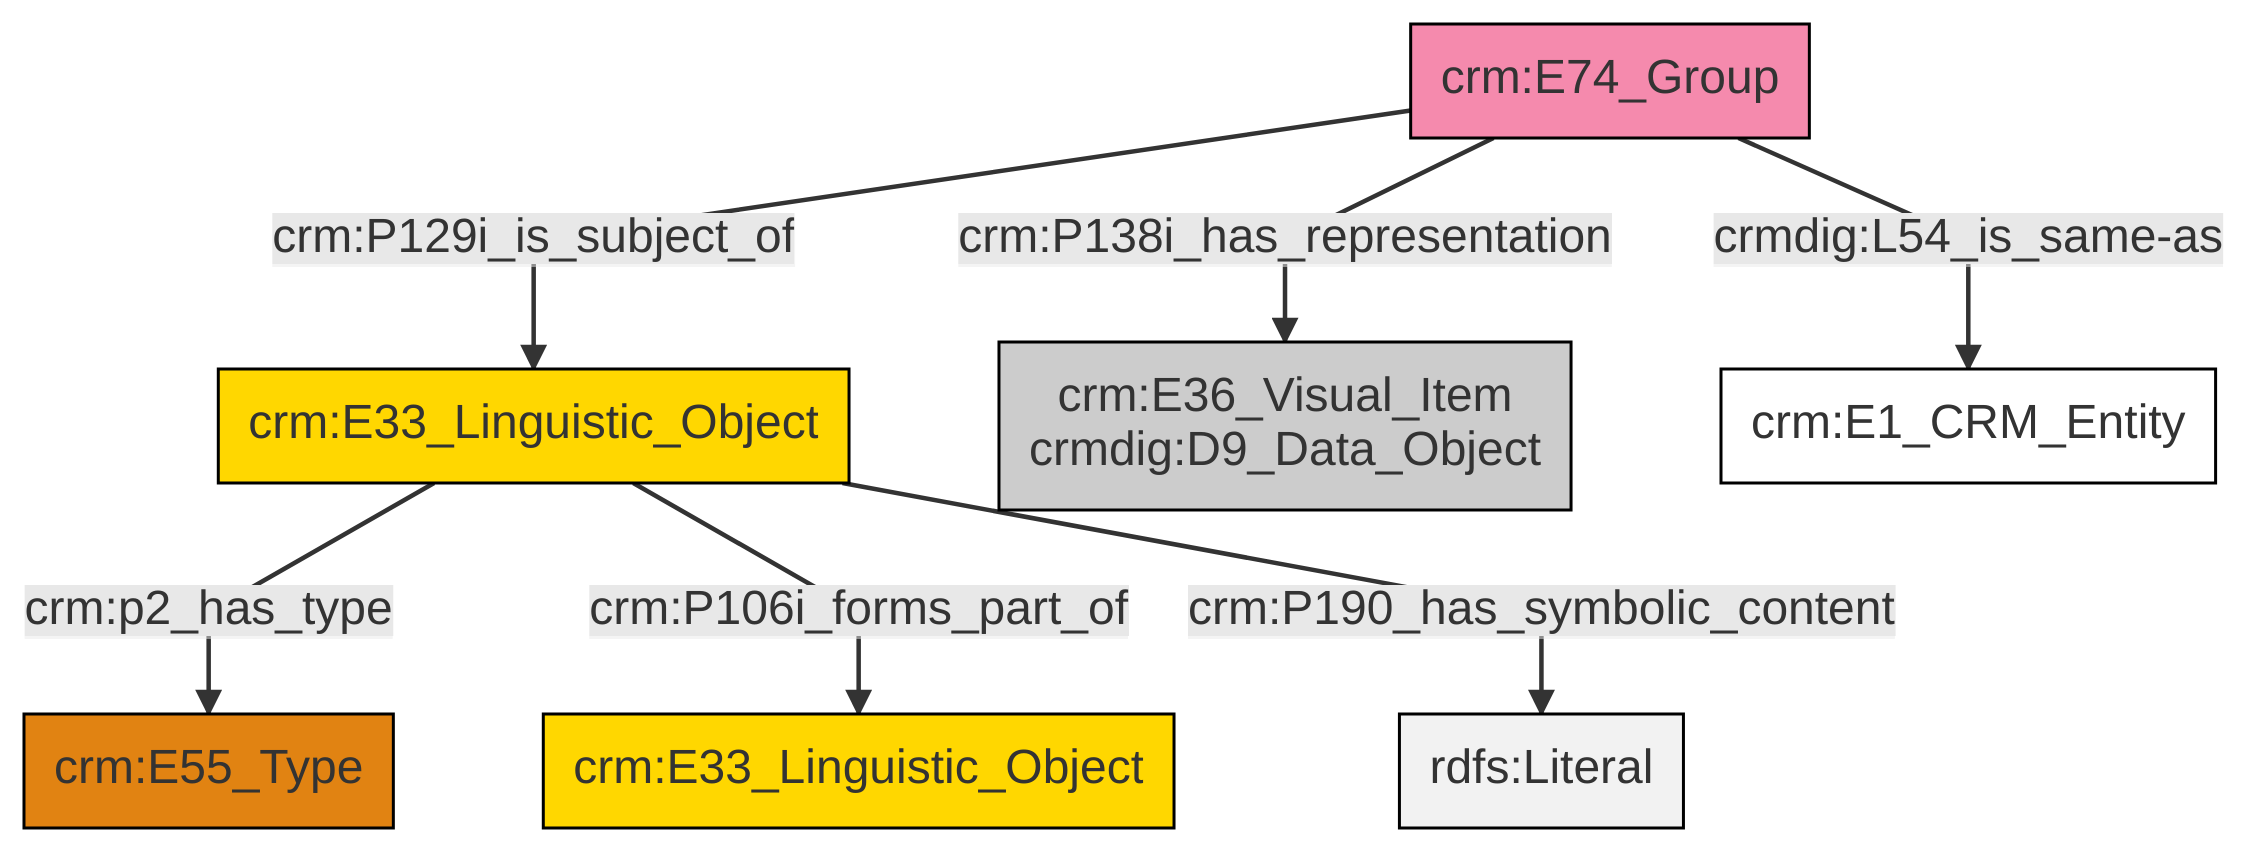 crm:E74_Group
crm:P129i_is_subject_of
crm:P138i_has_representation
crmdig:L54_is_same-as
crm:E33_Linguistic_Object
crm:E36_Visual_Item
crmdig:D9_Data_Object
crm:E1_CRM_Entity
crm:p2_has_type
crm:P106i_forms_part_of
crm:P190_has_symbolic_content
crm:E55_Type
crm:E33_Linguistic_Object
rdfs:Literal